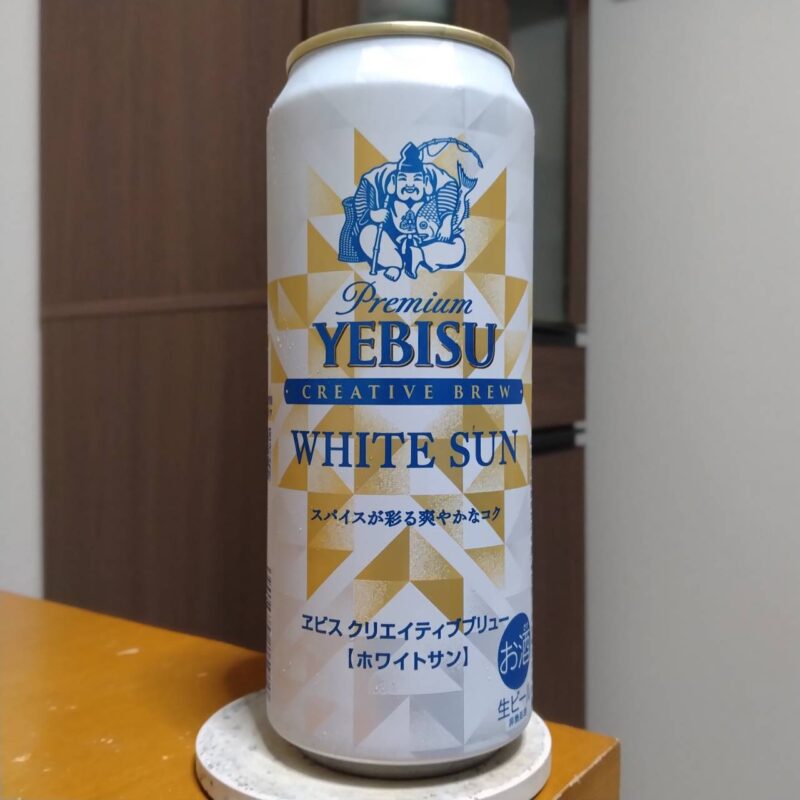 Premium
YEBISU
CREATIVE BREW
WHITE SUN
スパイスが彩る爽やかなコク
ヱビス クリエイティブブリュー
【ホワイトサン】
お酒
生ビール